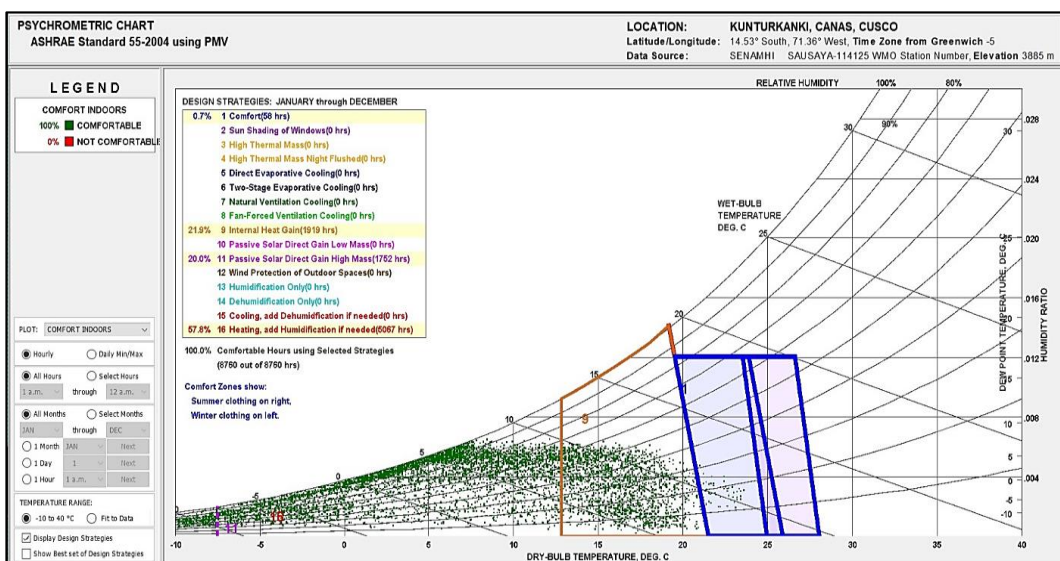 PSYCHROMETRIC CHART
ASHRAE Standard 55-2004 using PMV
LOCATION: KUNTURKANKI, CANAS, CUSCO
Latitude/Longitude: 14.53° South, 71.36° West, Time Zone from Greenwich -5
Data Source: SENAMHI SAUSAYA-114125 WMO Station Number, Elevation 3885 m
LEGEND
COMFORT INDOORS
100% COMFORTABLE
0% NOT COMFORTABLE
PLOT: COMFORT INDOORS
Hourly Daily Min/Max
All Hours Select Hours
1 a.m. through 12 a.m.
All Months Select Months
JAN through DEC
1 Month JAN Next
1 Day 1 Next
1 Hour 1 a.m. Next
TEMPERATURE RANGE:
-10 to 40 °C Fit to Data
Display Design Strategies
Show Best set of Design Strategies
DESIGN STRATEGIES: JANUARY through DECEMBER
0.7% 1 Comfort(58 hrs)
2 Sun Shading of Windows(0 hrs)
3 High Thermal Mass(0 hrs)
4 High Thermal Mass Night Flushed(0 hrs)
5 Direct Evaporative Cooling(0 hrs)
6 Two-Stage Evaporative Cooling(0 hrs)
7 Natural Ventilation Cooling(0 hrs)
8 Fan-Forced Ventilation Cooling(0 hrs)
21.9% 9 Internal Heat Gain(1919 hrs)
10 Passive Solar Direct Gain Low Mass(0 hrs)
20.0% 11 Passive Solar Direct Gain High Mass(1752 hrs)
12 Wind Protection of Outdoor Spaces(0 hrs)
13 Humidification Only(0 hrs)
14 Dehumidification Only(0 hrs)
15 Cooling, add Dehumidification if needed(0 hrs)
57.8% 16 Heating, add Humidification if needed(5067 hrs)
100.0% Comfortable Hours using Selected Strategies
(8760 out of 8760 hrs)
Comfort Zones show:
Summer clothing on right,
Winter clothing on left.
RELATIVE HUMIDITY 100% 80%
90%
WET-BULB
TEMPERATURE
DEG. C
-5
0
5
10
15
20
25
30
9
11
16
1
DEW POINT TEMPERATURE, DEG. C
30
25
20
15
10
5
0
-10
HUMIDITY RATIO
.028
.024
.020
.016
.012
.008
.004
-10 -5 0 5 10 15 20 25 30 35 40
DRY-BULB TEMPERATURE, DEG. C